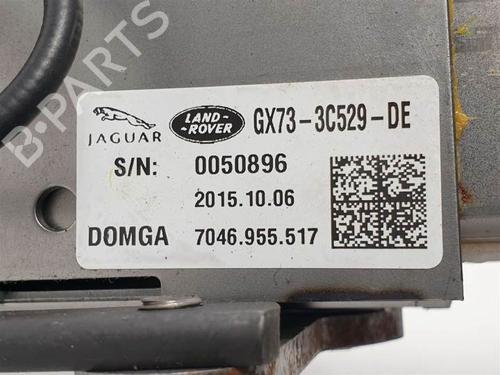 B-PARTS
JAGUAR
LAND-
ROVER
GX73-3C529-DE
S/N: 0050896
2015.10.06
DOMGA 7046.955.517